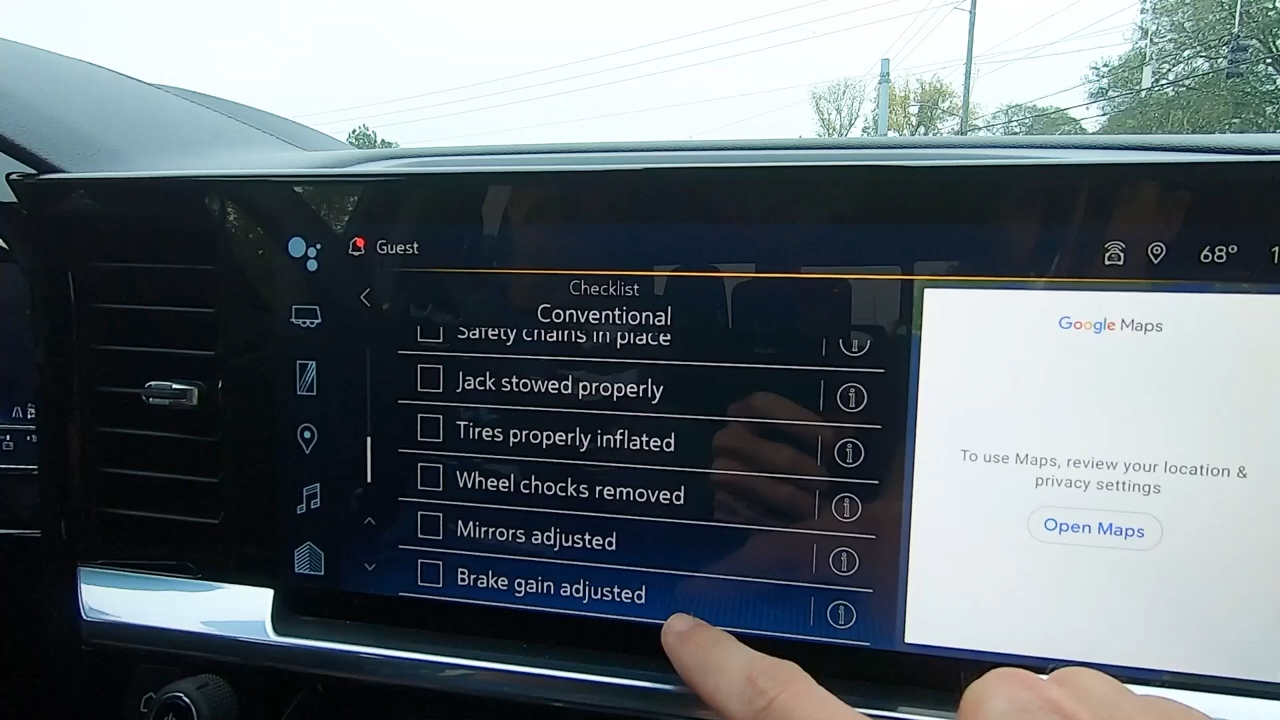 Guest
68°
Checklist
Conventional
Safety chains in place
Jack stowed properly
Tires properly inflated
Wheel chocks removed
Mirrors adjusted
Brake gain adjusted
Google Maps
To use Maps, review your location &
privacy settings
Open Maps